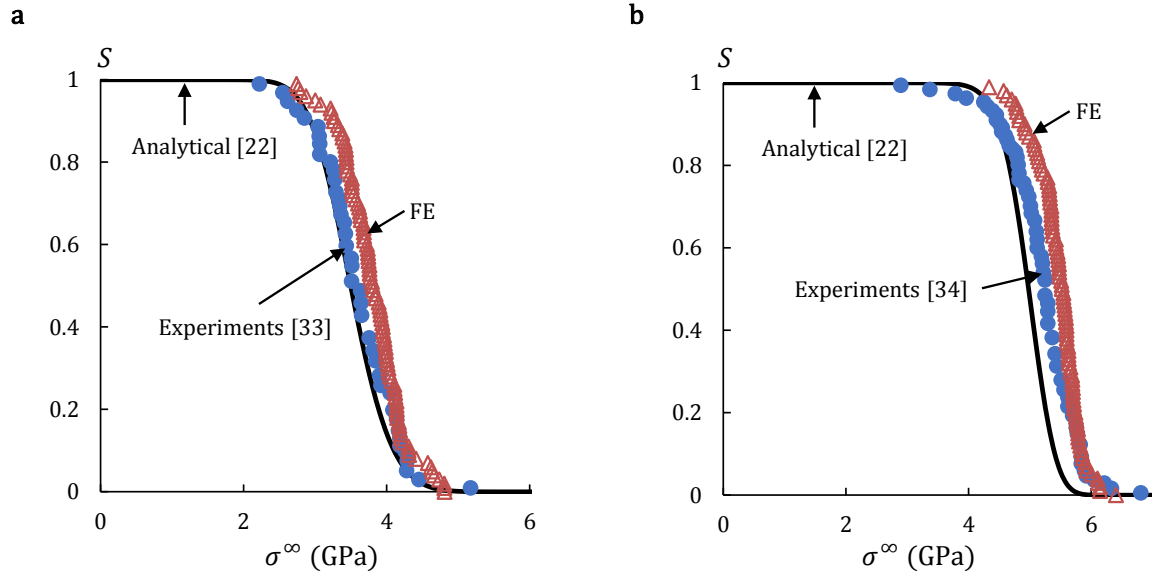 a
S
1
0.8
0.6
0.4
0.2
0
0 2 4 6
σ∞ (GPa)
Analytical [22]
FE
Experiments [33]
b
S
1
0.8
0.6
0.4
0.2
0
0 2 4 6
σ∞ (GPa)
Analytical [22]
FE
Experiments [34]